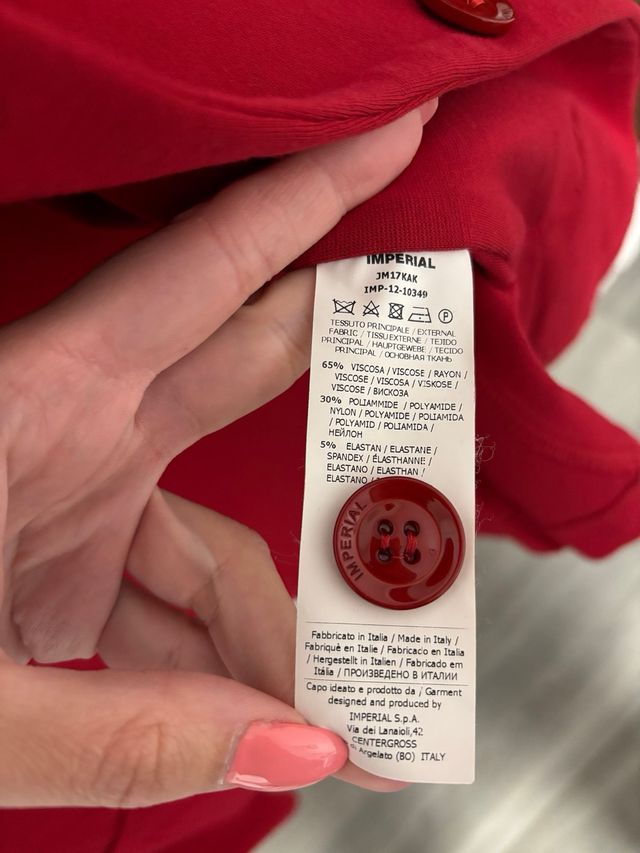 IMPERIAL
JM17KAK
IMP-12-10349
P
TESSUTO PRINCIPALE / EXTERNAL
FABRIC / TISSU EXTERNE / TEJIDO
PRINCIPAL / HAUPTGEWEBE / TECIDO
PRINCIPAL / ОСНОВНАЯ ТКАНЬ
65% VISCOSA / VISCOSE / RAYON /
VISCOSE / VISCOSA / VISKOSE /
VISCOSE / ВИСКОЗА
30% POLIAMMIDE / POLYAMIDE /
NYLON / POLYAMIDE / POLIAMIDA
/ POLYAMID / POLIAMIDA /
НЕЙЛОН
5% ELASTAN / ELASTANE /
SPANDEX / ÉLASTHANNE /
ELASTANO / ELASTHAN /
ELASTANO
IMPERIAL
Fabbricato in Italia / Made in Italy /
Fabriquè en Italie / Fabricado en Italia
/ Hergestellt in Italien / Fabricado em
Itália / ПРОИЗВЕДЕНО В ИТАЛИИ
Capo ideato e prodotto da / Garment
designed and produced by
IMPERIAL S.p.A.
Via dei Lanaioli,42
CENTERGROSS
di Argelato (BO) ITALY